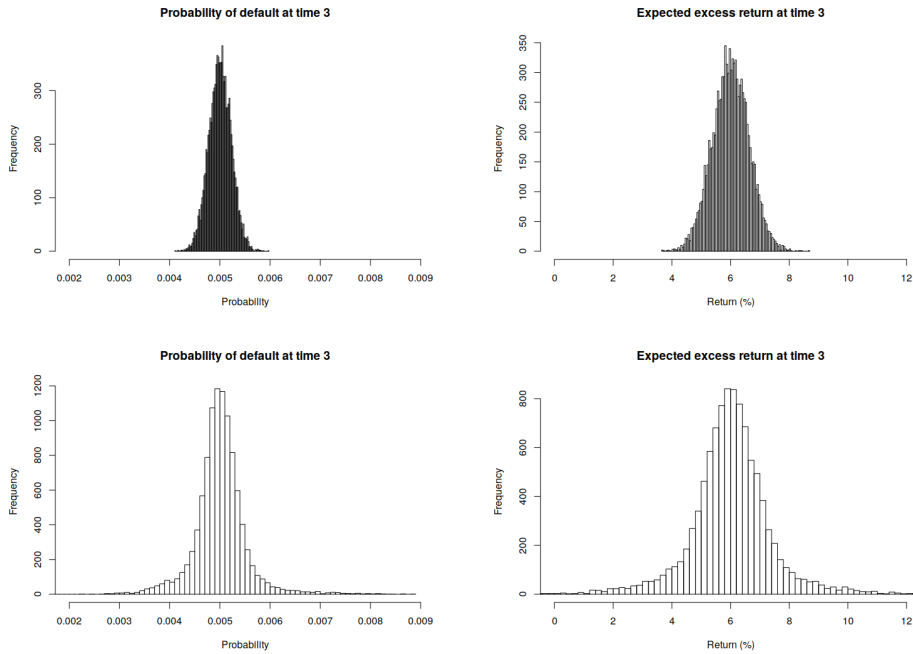 Probability of default at time 3
Expected excess return at time 3
Frequency
0 100 200 300
0.002 0.003 0.004 0.005 0.006 0.007 0.008 0.009
Probability
Frequency
0 50 100 150 200 250 300 350
0 2 4 6 8 10 12
Return (%)
Probability of default at time 3
Expected excess return at time 3
Frequency
0 200 400 600 800 1000 1200
0.002 0.003 0.004 0.005 0.006 0.007 0.008 0.009
Probability
Frequency
0 200 400 600 800
0 2 4 6 8 10 12
Return (%)